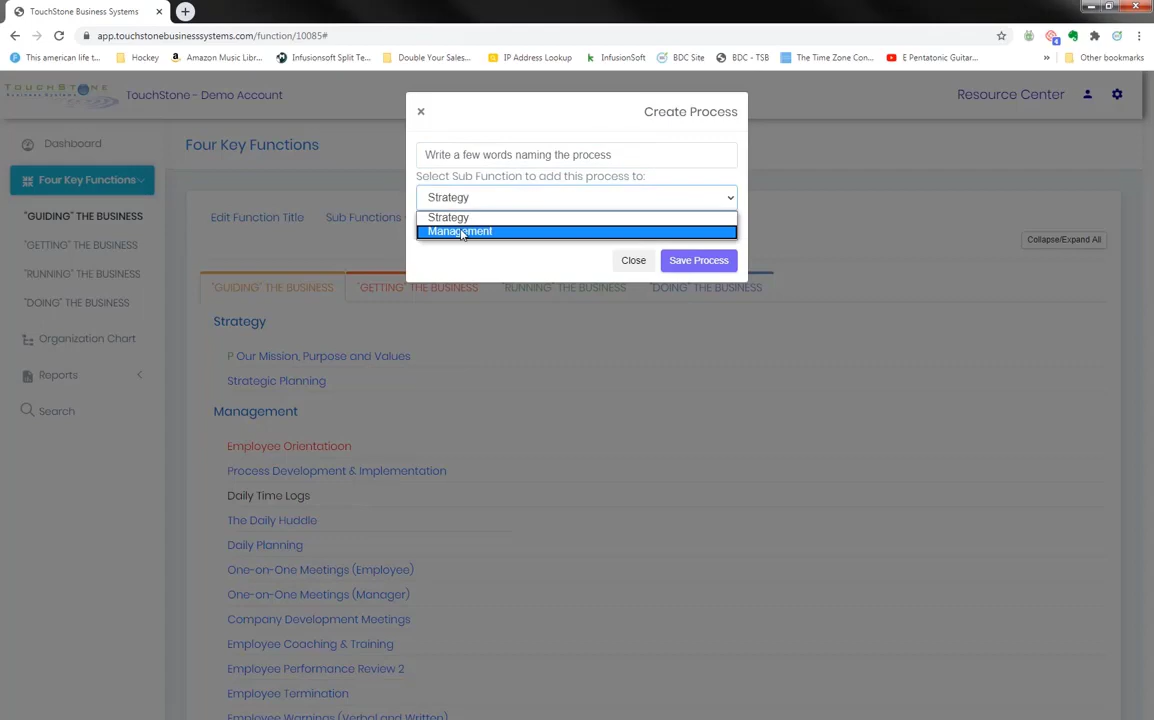 TouchStone Business Systems
app.touchstonebusinesssystems.com/function/10085#
This american life t...
Hockey
Amazon Music Libr...
Infusionsoft Split Te...
Double Your Sales...
IP Address Lookup
InfusionSoft
BDC Site
BDC - TSB
The Time Zone Con...
E Pentatonic Guitar...
»
Other bookmarks
TOUCHSTONE
TouchStone - Demo Account
Resource Center
× Create Process
Dashboard
Four Key Functions
Four Key Functions
Write a few words naming the process
Select Sub Function to add this process to:
Strategy
Strategy
Management
"GUIDING" THE BUSINESS
Edit Function Title
Sub Functions
"GETTING" THE BUSINESS
Collapse/Expand All
Close
Save Process
"RUNNING" THE BUSINESS
"GUIDING" THE BUSINESS
"GETTING" THE BUSINESS
"RUNNING" THE BUSINESS
"DOING" THE BUSINESS
"DOING" THE BUSINESS
Strategy
Organization Chart
P Our Mission, Purpose and Values
Reports
Strategic Planning
Search
Management
Employee Orientatioon
Process Development & Implementation
Daily Time Logs
The Daily Huddle
Daily Planning
One-on-One Meetings (Employee)
One-on-One Meetings (Manager)
Company Development Meetings
Employee Coaching & Training
Employee Performance Review 2
Employee Termination
Employee Warnings (Verbal and Written)